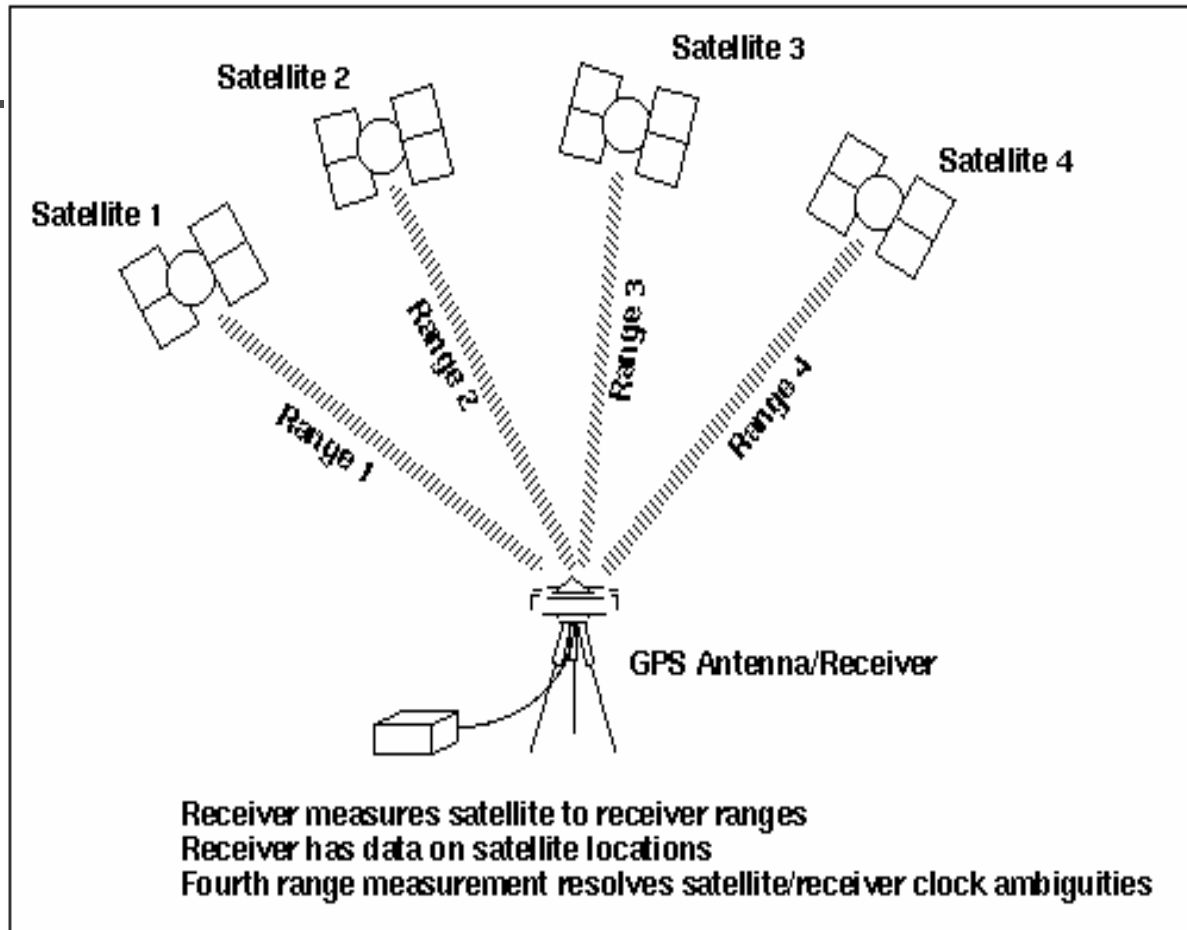 Satellite 3
Satellite 2
Satellite 4
Satellite 1
Range 1
Range 2
Range 3
Range 4
GPS Antenna/Receiver
Receiver measures satellite to receiver ranges
Receiver has data on satellite locations
Fourth range measurement resolves satellite/receiver clock ambiguities